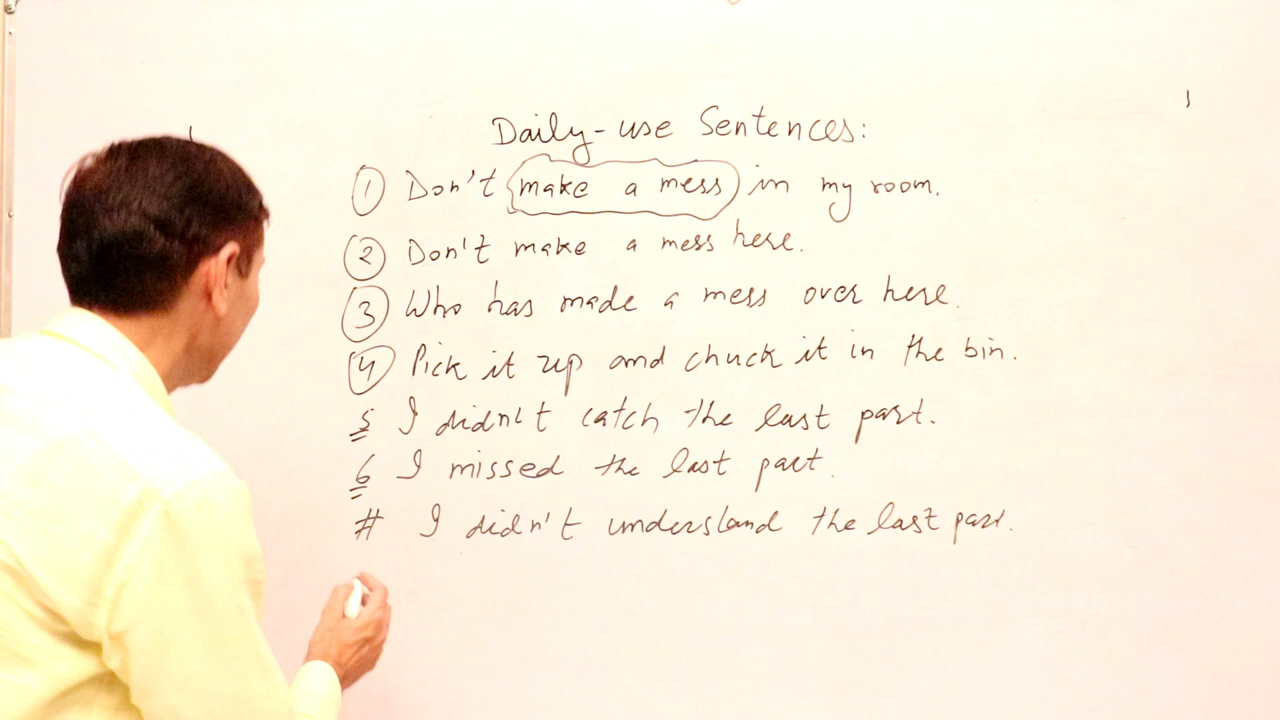 Daily-use Sentences:
1 Don't make a mess in my room.
2 Don't make a mess here.
3 Who has made a mess over here.
4 Pick it up and chuck it in the bin.
5 I didn't catch the last part.
6 I missed the last part.
# I didn't understand the last part.